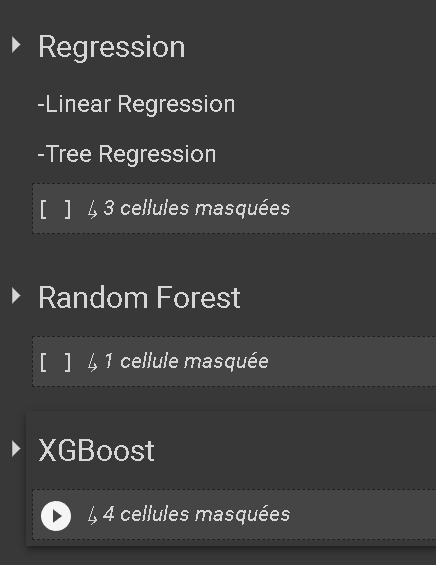 Regression
-Linear Regression
-Tree Regression
[ ] ↳ 3 cellules masquées
Random Forest
[ ] ↳ 1 cellule masquée
XGBoost
↳ 4 cellules masquées